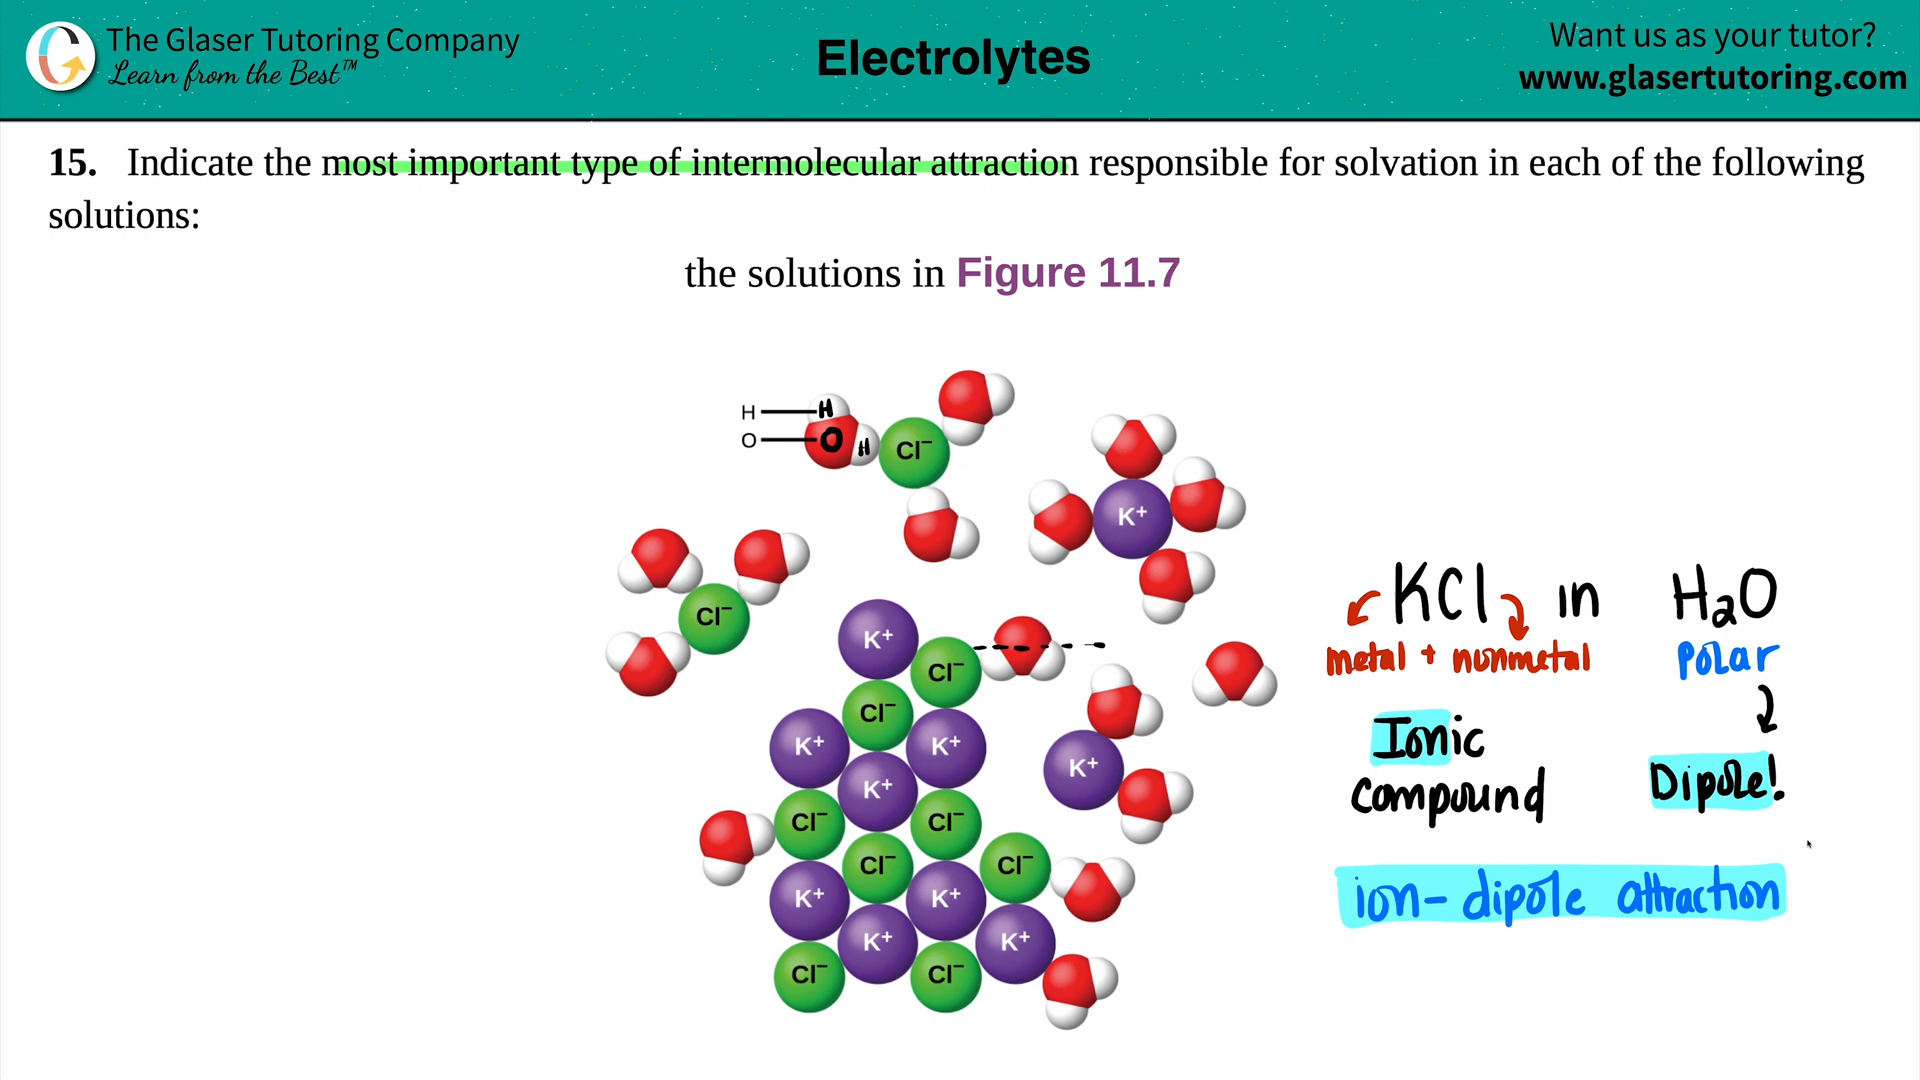 The Glaser Tutoring Company
Learn from the Best™
Electrolytes
Want us as your tutor?
www.glasertutoring.com
15. Indicate the most important type of intermolecular attraction responsible for solvation in each of the following
solutions:
the solutions in Figure 11.7
H H
O O H Cl⁻
K⁺
Cl⁻
K⁺
Cl⁻
Cl⁻
K⁺ K⁺
K⁺
K⁺
Cl⁻ Cl⁻
Cl⁻ Cl⁻
K⁺ K⁺
K⁺ K⁺
Cl⁻ Cl⁻
KCl in H₂O
metal + nonmetal polar
Ionic
compound
Dipole!
ion-dipole attraction